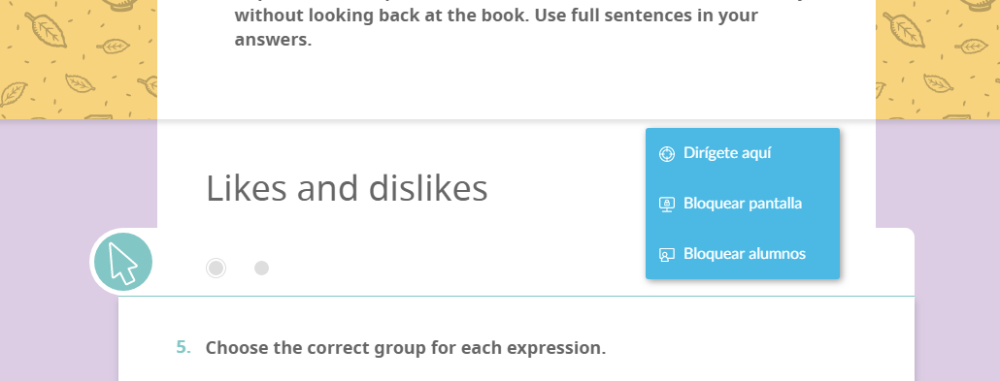 without looking back at the book. Use full sentences in your
answers.
Likes and dislikes
Dirígete aquí
Bloquear pantalla
Bloquear alumnos
5. Choose the correct group for each expression.